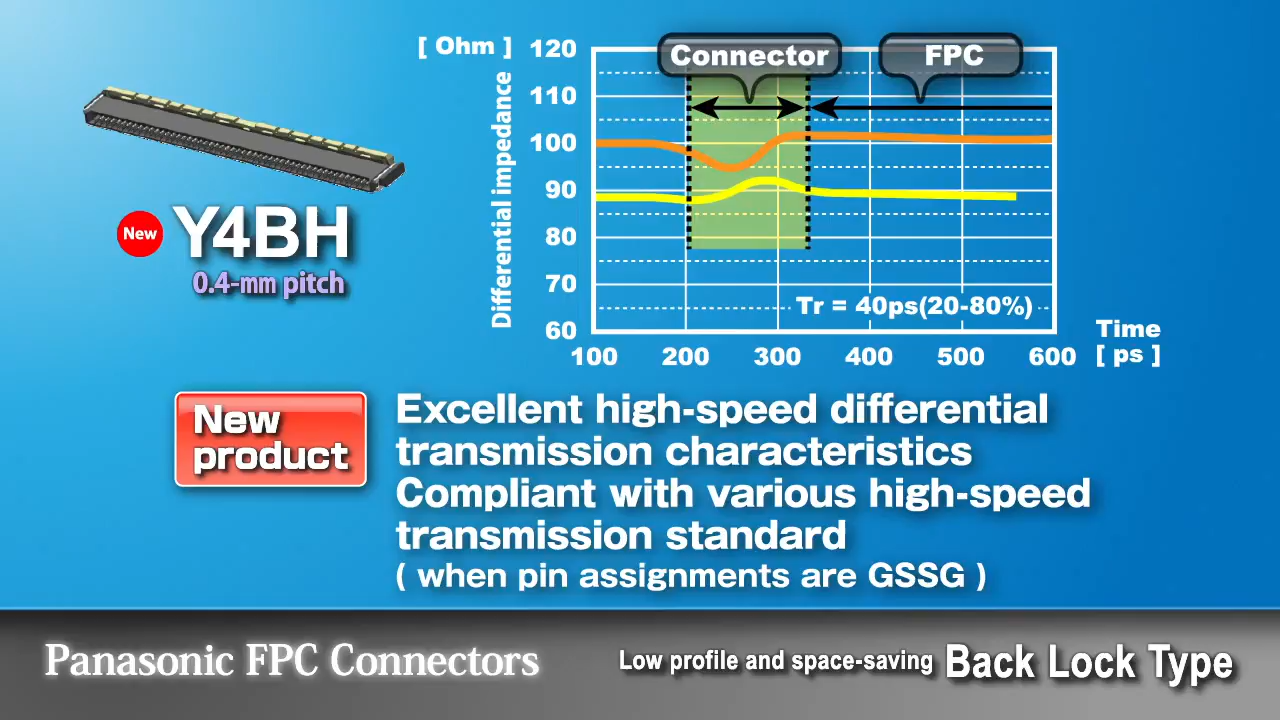 [ Ohm ]
Differential impedance
120
110
100
90
80
70
60
Connector
FPC
Tr = 40ps(20-80%)
100 200 300 400 500 600
Time
[ ps ]
New
Y4BH
0.4-mm pitch
New
product
Excellent high-speed differential
transmission characteristics
Compliant with various high-speed
transmission standard
( when pin assignments are GSSG )
Panasonic FPC Connectors
Low profile and space-saving Back Lock Type